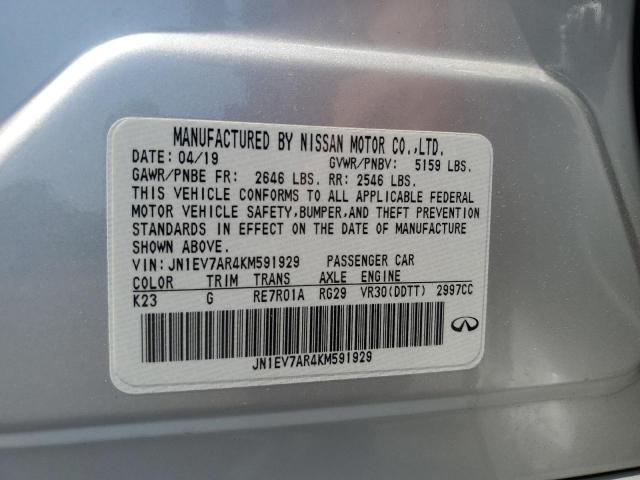 MANUFACTURED BY NISSAN MOTOR CO.,LTD.
DATE: 04/19 GVWR/PNBV: 5159 LBS.
GAWR/PNBE FR: 2646 LBS. RR: 2546 LBS.
THIS VEHICLE CONFORMS TO ALL APPLICABLE FEDERAL
MOTOR VEHICLE SAFETY,BUMPER,AND THEFT PREVENTION
STANDARDS IN EFFECT ON THE DATE OF MANUFACTURE
SHOWN ABOVE.
VIN: JN1EV7AR4KM591929 PASSENGER CAR
COLOR TRIM TRANS AXLE ENGINE
K23 G RE7R01A RG29 VR30(DDTT) 2997CC
JN1EV7AR4KM591929